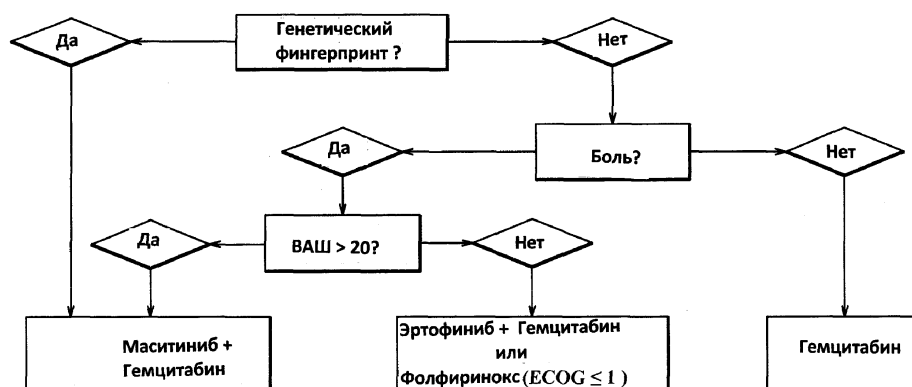 Генетический
фингерпринт ?
Да
Нет
Боль?
Да
Нет
ВАШ > 20?
Да
Нет
Маситиниб +
Гемцитабин
Эртофиниб + Гемцитабин
или
Фолфиринокс (ECOG ≤ 1 )
Гемцитабин